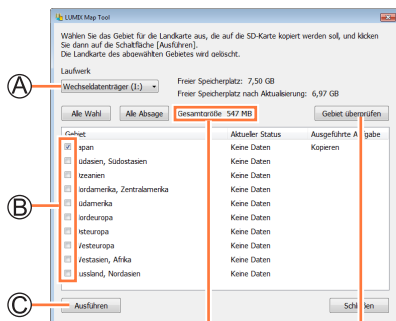 LUMIX Map Tool
Wählen Sie das Gebiet für die Landkarte aus, die auf die SD-Karte kopiert werden soll, und klicken
Sie dann auf die Schaltfläche [Ausführen].
Die Landkarte des abgewählten Gebietes wird gelöscht.
Laufwerk
A
Wechseldatenträger (I:)
Freier Speicherplatz: 7,50 GB
Freier Speicherplatz nach Aktualisierung: 6,97 GB
Alle Wahl Alle Absage Gesamtgröße 547 MB Gebiet überprüfen
Gebiet Aktueller Status Ausgeführte Aufgabe
Japan Keine Daten Kopieren
Südasien, Südostasien Keine Daten
Ozeanien Keine Daten
Nordamerika, Zentralamerika Keine Daten
B
Südamerika Keine Daten
Nordeuropa Keine Daten
Osteuropa Keine Daten
Westeuropa Keine Daten
Westasien, Afrika Keine Daten
Russland, Nordasien Keine Daten
C
Ausführen Schließen